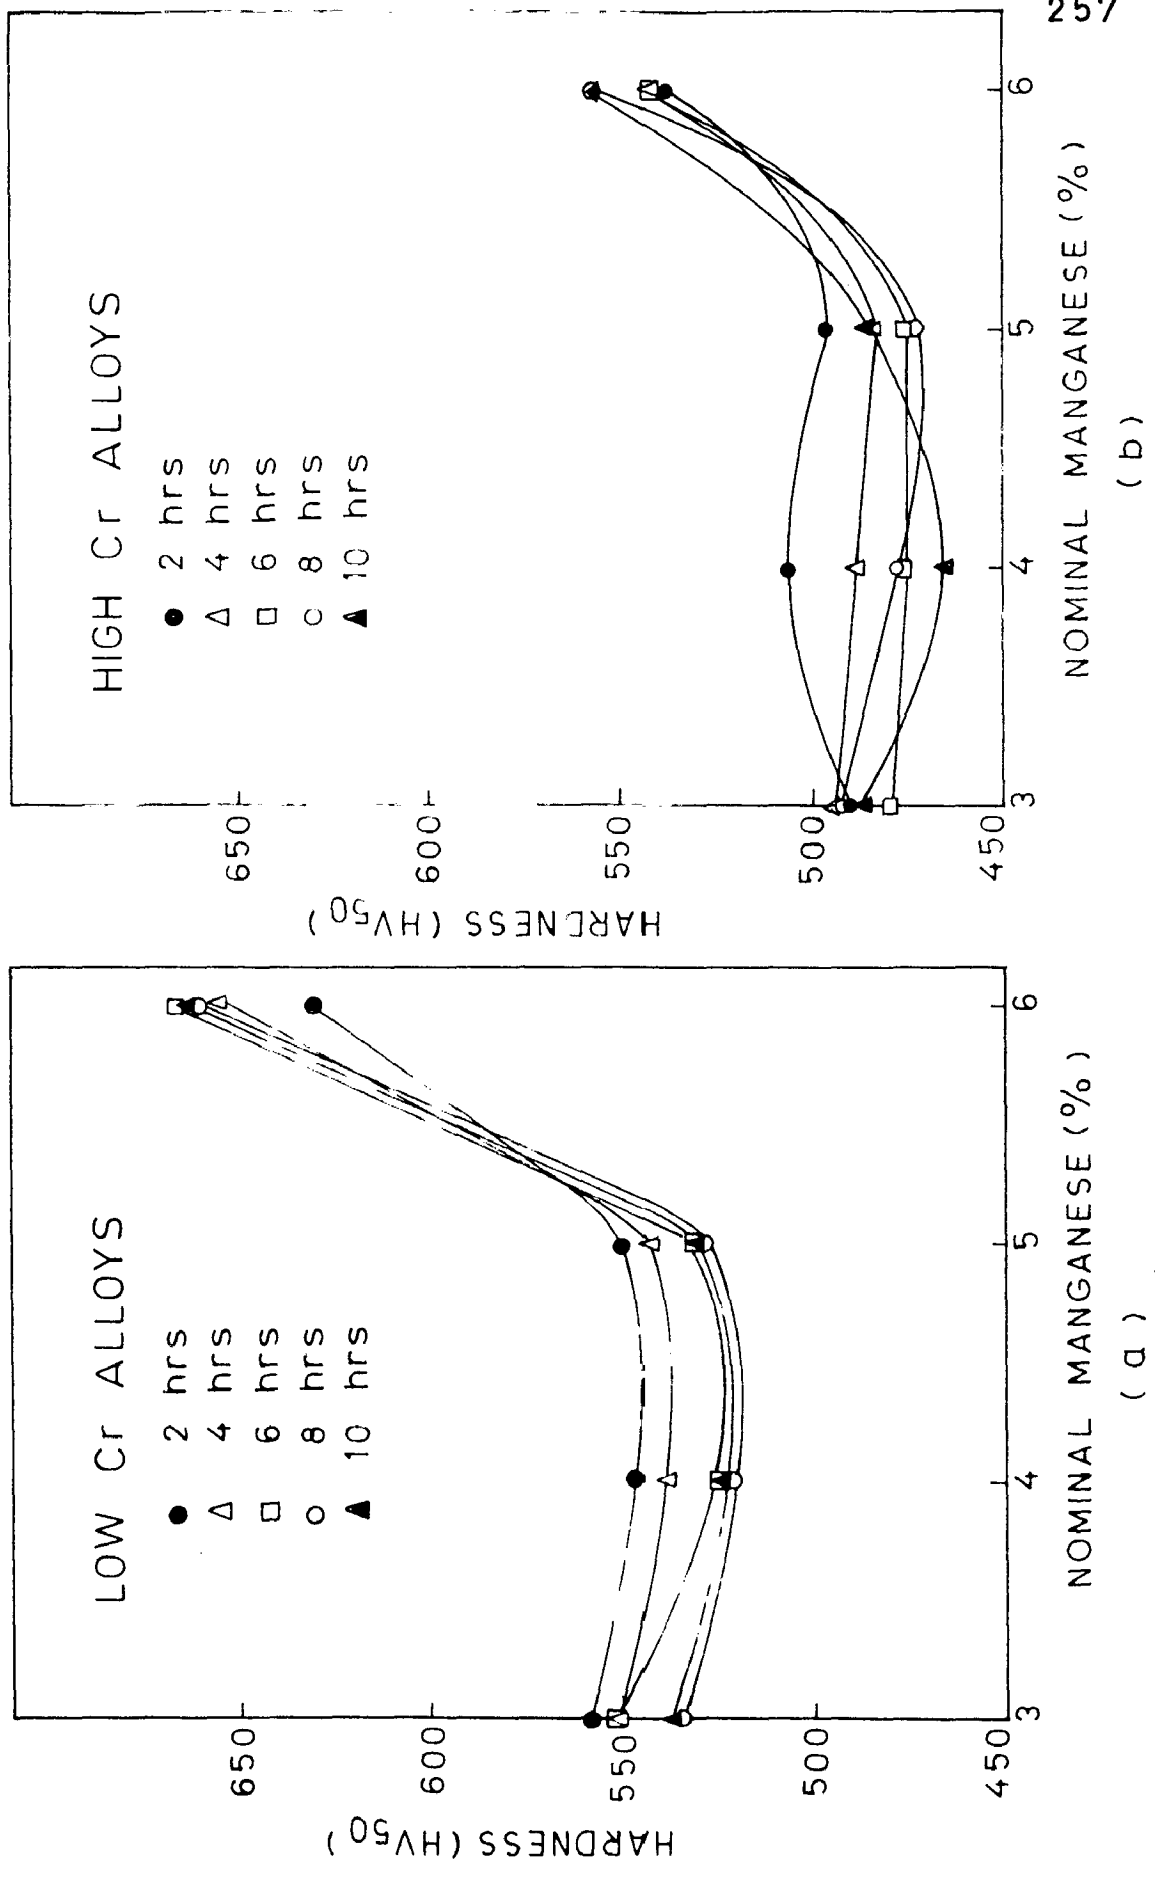 257
LOW Cr ALLOYS
● 2 hrs
△ 4 hrs
□ 6 hrs
○ 8 hrs
▲ 10 hrs
HARDNESS (HV50)
650
600
550
500
450
3
4
5
6
NOMINAL MANGANESE (%)
(a)
HIGH Cr ALLOYS
● 2 hrs
△ 4 hrs
□ 6 hrs
○ 8 hrs
▲ 10 hrs
HARDNESS (HV50)
650
600
550
500
450
3
4
5
6
NOMINAL MANGANESE (%)
(b)